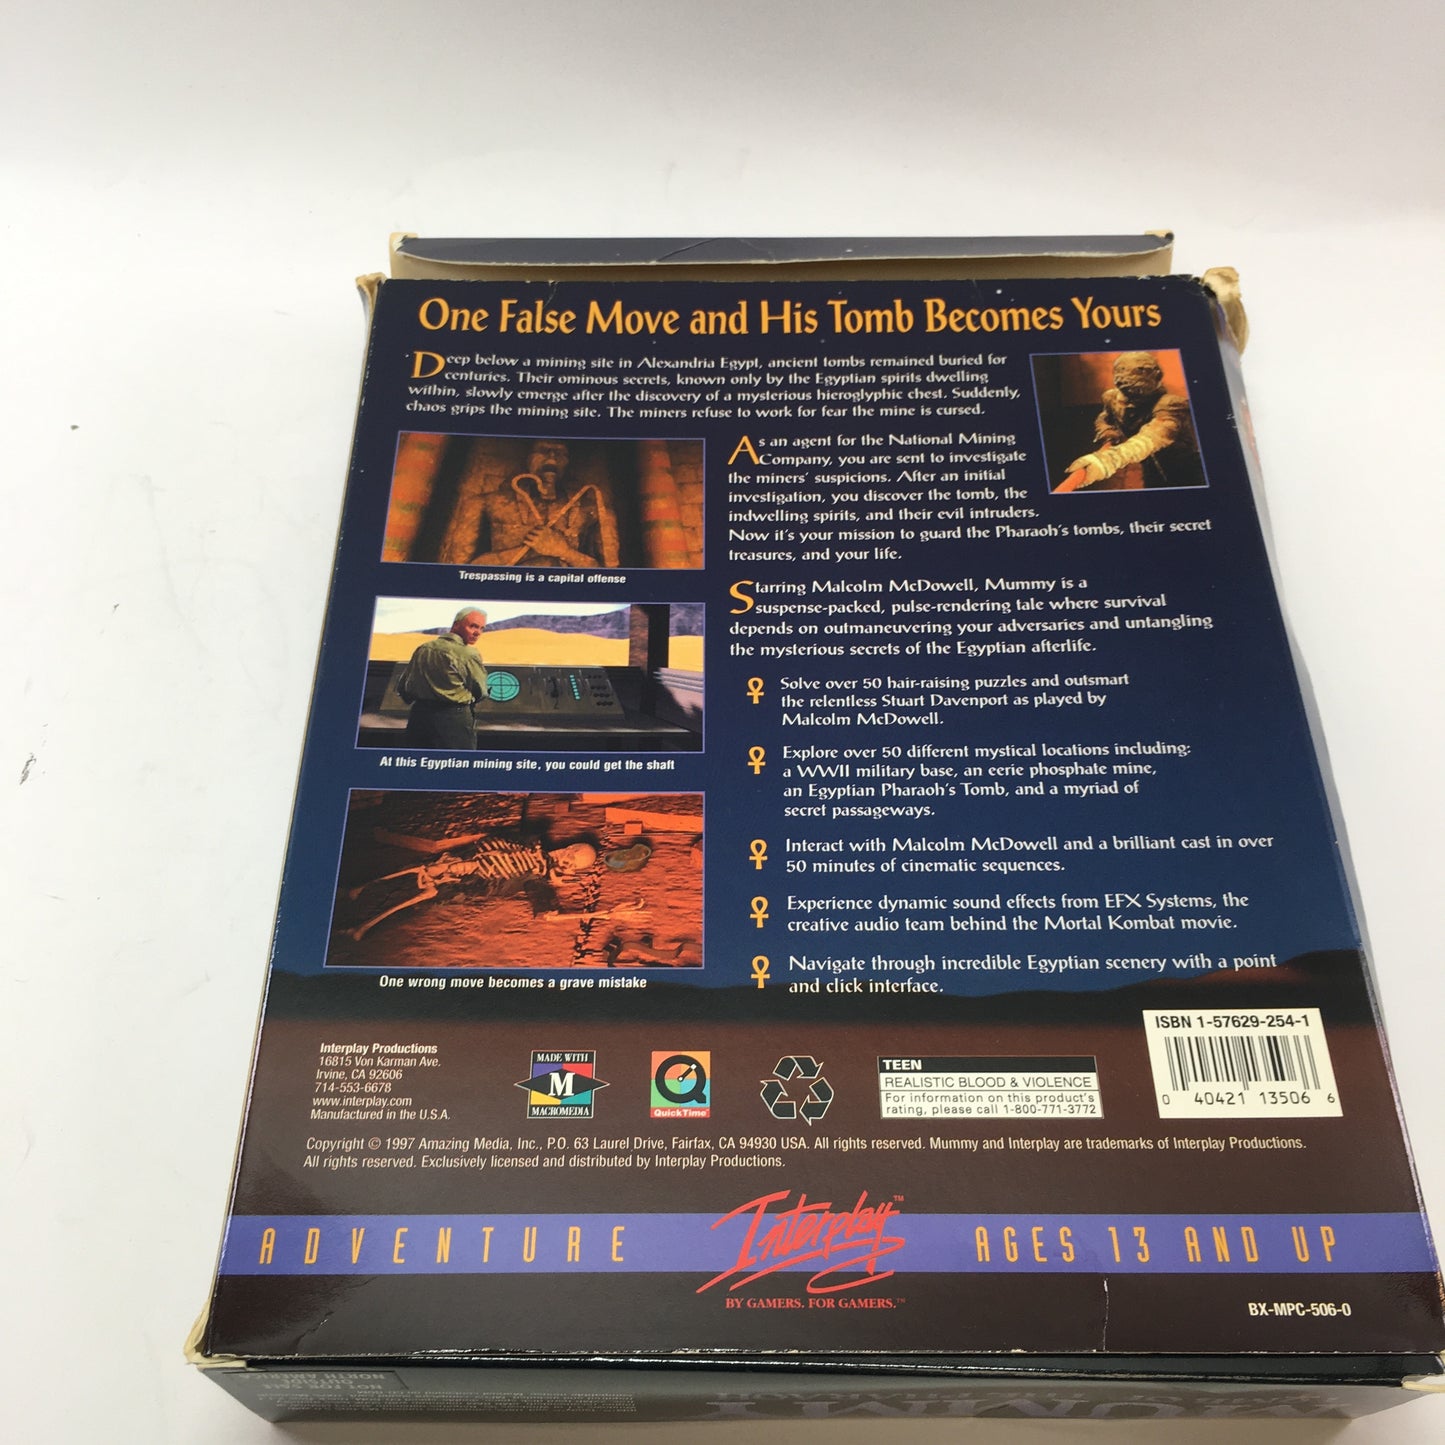 One False Move and His Tomb Becomes Yours
Deep below a mining site in Alexandria Egypt, ancient tombs remained buried for
centuries. Their ominous secrets, known only by the Egyptian spirits dwelling
within, slowly emerge after the discovery of a mysterious hieroglyphic chest. Suddenly,
chaos grips the mining site. The miners refuse to work for fear the mine is cursed.
As an agent for the National Mining
Company, you are sent to investigate
the miners' suspicions. After an initial
investigation, you discover the tomb, the
indwelling spirits, and their evil intruders.
Now it's your mission to guard the Pharaoh's tombs, their secret
treasures, and your life.
Trespassing is a capital offense
Starring Malcolm McDowell, Mummy is a
suspense-packed, pulse-rendering tale where survival
depends on outmaneuvering your adversaries and untangling
the mysterious secrets of the Egyptian afterlife.
At this Egyptian mining site, you could get the shaft
Solve over 50 hair-raising puzzles and outsmart
the relentless Stuart Davenport as played by
Malcolm McDowell.
Explore over 50 different mystical locations including:
a WWII military base, an eerie phosphate mine,
an Egyptian Pharaoh's Tomb, and a myriad of
secret passageways.
Interact with Malcolm McDowell and a brilliant cast in over
50 minutes of cinematic sequences.
Experience dynamic sound effects from EFX Systems, the
creative audio team behind the Mortal Kombat movie.
Navigate through incredible Egyptian scenery with a point
and click interface.
One wrong move becomes a grave mistake
Interplay Productions
16815 Von Karman Ave.
Irvine, CA 92606
714-553-6678
www.interplay.com
Manufactured in the U.S.A.
MADE WITH
M
MACROMEDIA
QuickTime™
TEEN
REALISTIC BLOOD & VIOLENCE
For information on this product's
rating, please call 1-800-771-3772
ISBN 1-57629-254-1
0 40421 13506 6
Copyright © 1997 Amazing Media, Inc., P.O. 63 Laurel Drive, Fairfax, CA 94930 USA. All rights reserved. Mummy and Interplay are trademarks of Interplay Productions.
All rights reserved. Exclusively licensed and distributed by Interplay Productions.
ADVENTURE
Interplay™
BY GAMERS. FOR GAMERS.™
AGES 13 AND UP
BX-MPC-506-0
NOT FOR SALE
OUTSIDE
NORTH AMERICA
MUMMY